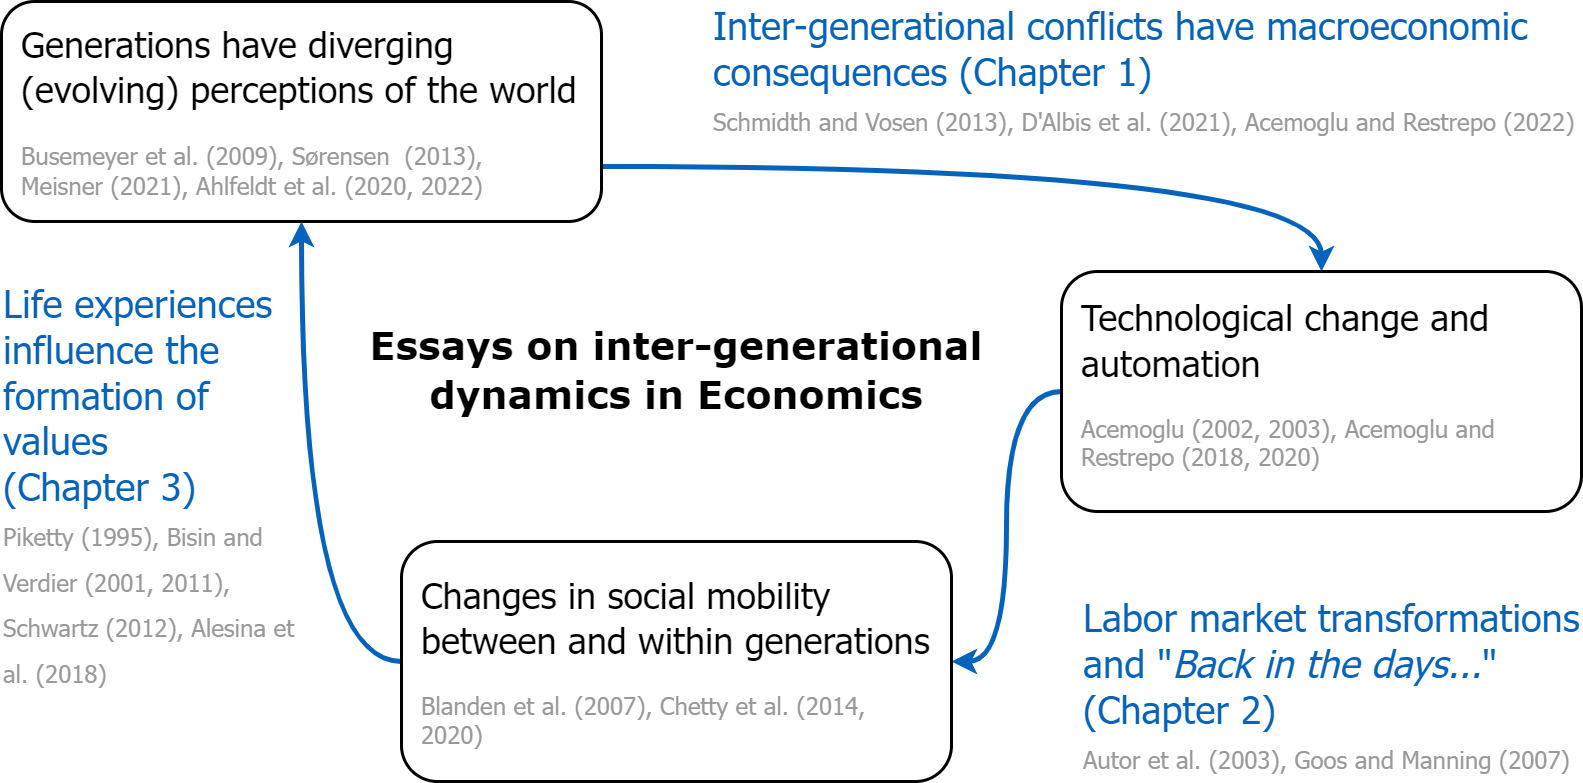 Generations have diverging
(evolving) perceptions of the world
Busemeyer et al. (2009), Sørensen (2013),
Meisner (2021), Ahlfeldt et al. (2020, 2022)
Inter-generational conflicts have macroeconomic
consequences (Chapter 1)
Schmidth and Vosen (2013), D'Albis et al. (2021), Acemoglu and Restrepo (2022)
Technological change and
automation
Acemoglu (2002, 2003), Acemoglu and
Restrepo (2018, 2020)
Essays on inter-generational
dynamics in Economics
Life experiences
influence the
formation of
values
(Chapter 3)
Piketty (1995), Bisin and
Verdier (2001, 2011),
Schwartz (2012), Alesina et
al. (2018)
Changes in social mobility
between and within generations
Blanden et al. (2007), Chetty et al. (2014,
2020)
Labor market transformations
and "Back in the days..."
(Chapter 2)
Autor et al. (2003), Goos and Manning (2007)